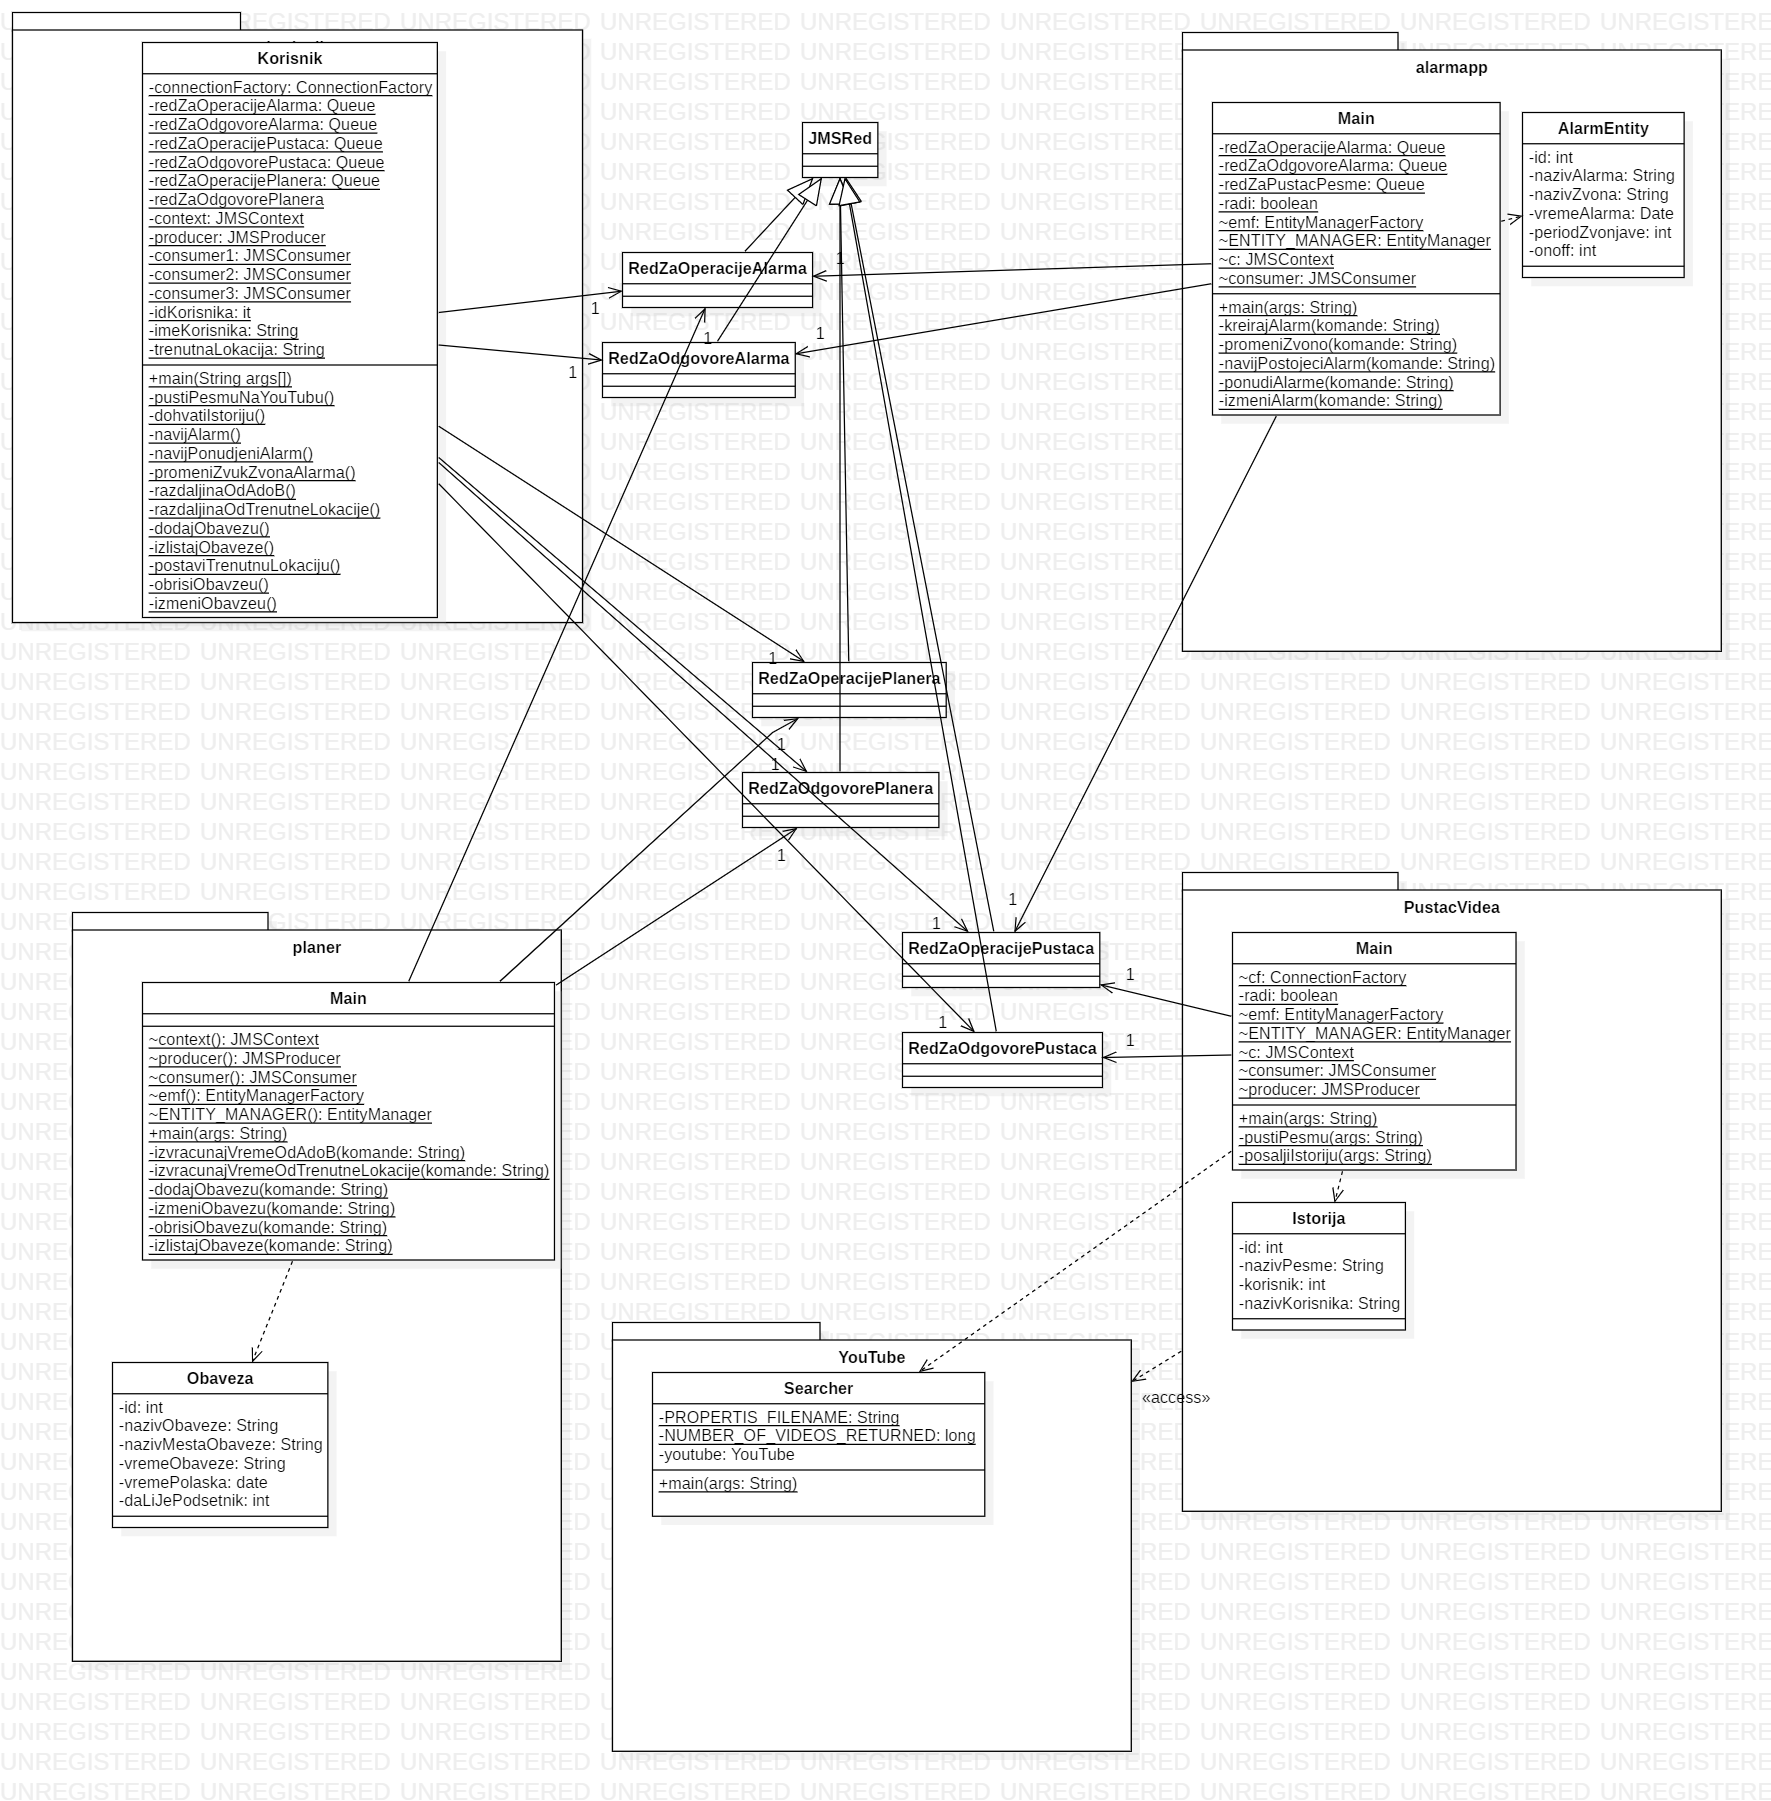 Korisnik
-connectionFactory: ConnectionFactory
-redZaOperacijeAlarma: Queue
-redZaOdgovoreAlarma: Queue
-redZaOperacijePustaca: Queue
-redZaOdgovorePustaca: Queue
-redZaOperacijePlanera: Queue
-redZaOdgovorePlanera
-context: JMSContext
-producer: JMSProducer
-consumer1: JMSConsumer
-consumer2: JMSConsumer
-consumer3: JMSConsumer
-idKorisnika: it
-imeKorisnika: String
-trenutnaLokacija: String
+main(String args[])
-pustiPesmuNaYouTubu()
-dohvatiIstoriju()
-navijAlarm()
-navijPonudjeniAlarm()
-promeniZvukZvonaAlarma()
-razdaljinaOdAdoB()
-razdaljinaOdTrenutneLokacije()
-dodajObavezu()
-izlistajObaveze()
-postaviTrenutnuLokaciju()
-obrisiObavzeu()
-izmeniObavzeu()
JMSRed
RedZaOperacijeAlarma
1
1
RedZaOdgovoreAlarma
1
1
1
alarmapp
Main
-redZaOperacijeAlarma: Queue
-redZaOdgovoreAlarma: Queue
-redZaPustacPesme: Queue
-radi: boolean
~emf: EntityManagerFactory
~ENTITY_MANAGER: EntityManager
~c: JMSContext
~consumer: JMSConsumer
+main(args: String)
-kreirajAlarm(komande: String)
-promeniZvono(komande: String)
-navijPostojeciAlarm(komande: String)
-ponudiAlarme(komande: String)
-izmeniAlarm(komande: String)
AlarmEntity
-id: int
-nazivAlarma: String
-nazivZvona: String
-vremeAlarma: Date
-periodZvonjave: int
-onoff: int
1
RedZaOperacijePlanera
1
1
RedZaOdgovorePlanera
1
1
1
RedZaOperacijePustaca
1
1
RedZaOdgovorePustaca
1
planer
Main
~context(): JMSContext
~producer(): JMSProducer
~consumer(): JMSConsumer
~emf(): EntityManagerFactory
~ENTITY_MANAGER(): EntityManager
+main(args: String)
-izvracunajVremeOdAdoB(komande: String)
-izvracunajVremeOdTrenutneLokacije(komande: String)
-dodajObavezu(komande: String)
-izmeniObavezu(komande: String)
-obrisiObavezu(komande: String)
-izlistajObaveze(komande: String)
Obaveza
-id: int
-nazivObaveze: String
-nazivMestaObaveze: String
-vremeObaveze: String
-vremePolaska: date
-daLiJePodsetnik: int
PustacVidea
Main
~cf: ConnectionFactory
-radi: boolean
~emf: EntityManagerFactory
~ENTITY_MANAGER: EntityManager
~c: JMSContext
~consumer: JMSConsumer
~producer: JMSProducer
+main(args: String)
-pustiPesmu(args: String)
-posaljiIstoriju(args: String)
Istorija
-id: int
-nazivPesme: String
-korisnik: int
-nazivKorisnika: String
YouTube
Searcher
-PROPERTIS_FILENAME: String
-NUMBER_OF_VIDEOS_RETURNED: long
-youtube: YouTube
+main(args: String)
«access»
UNREGISTERED